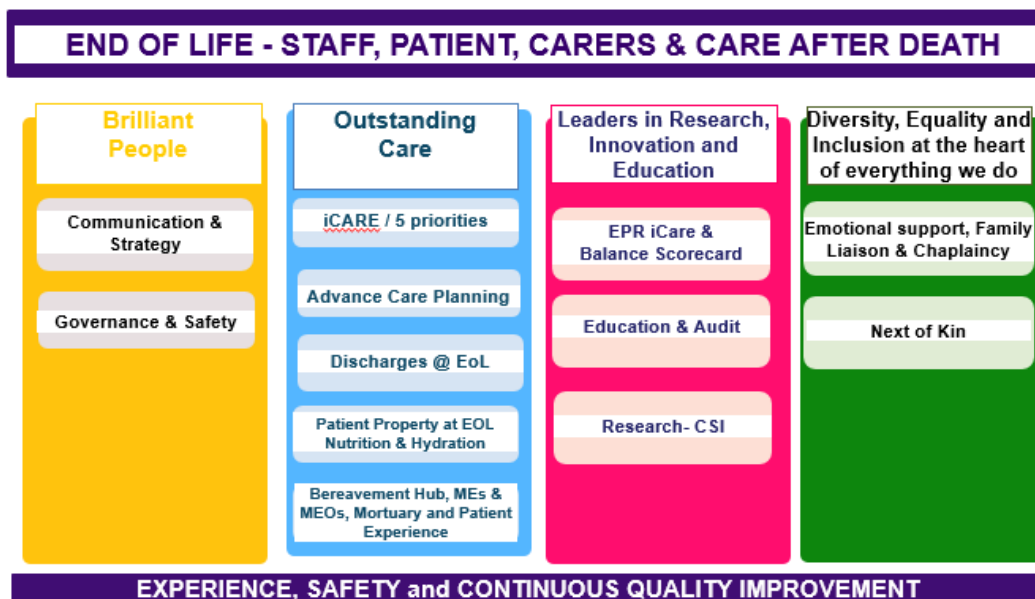 END OF LIFE - STAFF, PATIENT, CARERS & CARE AFTER DEATH
Brilliant
People
Communication &
Strategy
Governance & Safety
Outstanding
Care
iCARE / 5 priorities
Advance Care Planning
Discharges @ EoL
Patient Property at EOL
Nutrition & Hydration
Bereavement Hub, MEs &
MEOs, Mortuary and Patient
Experience
Leaders in Research,
Innovation and
Education
EPR iCare &
Balance Scorecard
Education & Audit
Research- CSI
Diversity, Equality and
Inclusion at the heart
of everything we do
Emotional support, Family
Liaison & Chaplaincy
Next of Kin
EXPERIENCE, SAFETY and CONTINUOUS QUALITY IMPROVEMENT